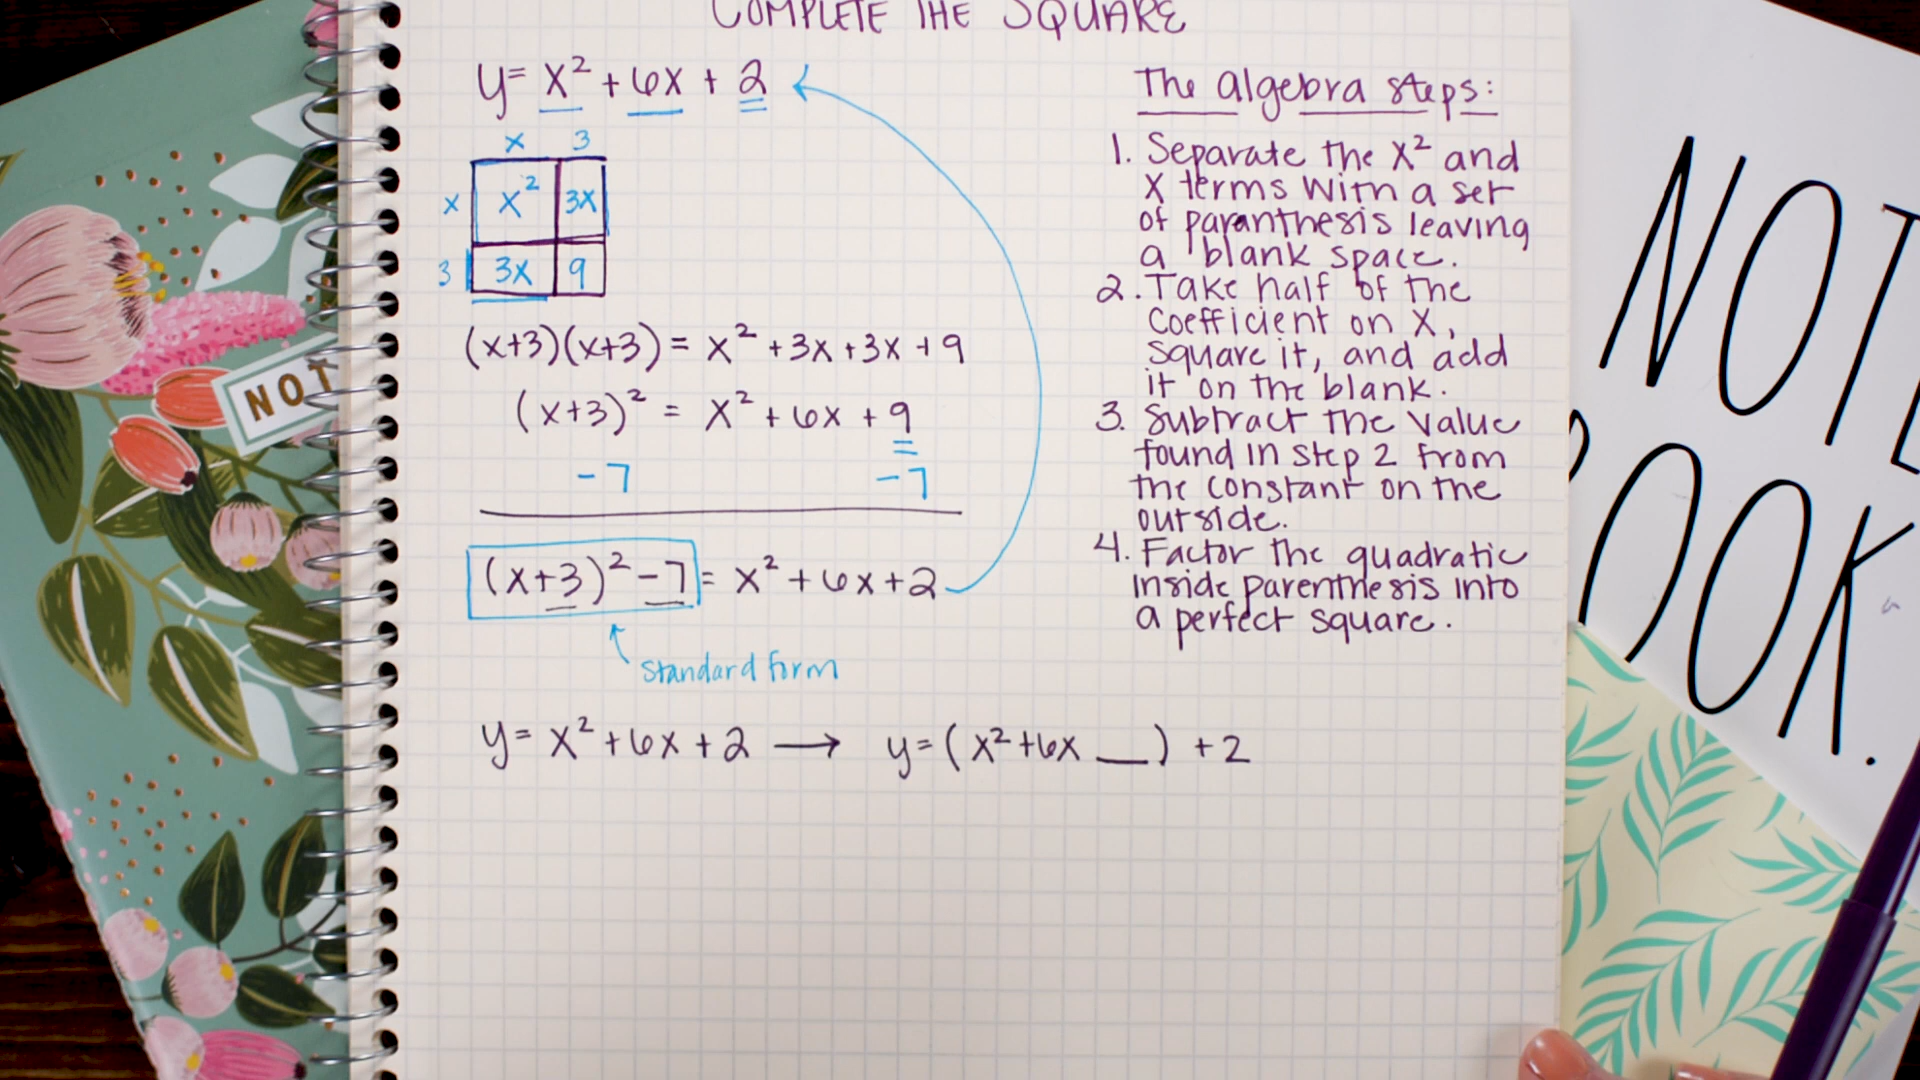 COMPLETE THE SQUARE
y = x² + 6x + 2
x 3
x x² 3x
3 3x 9
(x+3)(x+3) = x² + 3x + 3x + 9
(x+3)² = x² + 6x + 9
-7 -7
(x+3)² - 7 = x² + 6x + 2
standard form
y = x² + 6x + 2 → y = (x² + 6x __) + 2
The algebra steps:
1. Separate the x² and
x terms with a set
of paranthesis leaving
a blank space.
2. Take half of the
coefficient on x,
square it, and add
it on the blank.
3. Subtract the value
found in step 2 from
the constant on the
outside.
4. Factor the quadratic
inside parenthesis into
a perfect square.
NOT
NOTE
OOK.